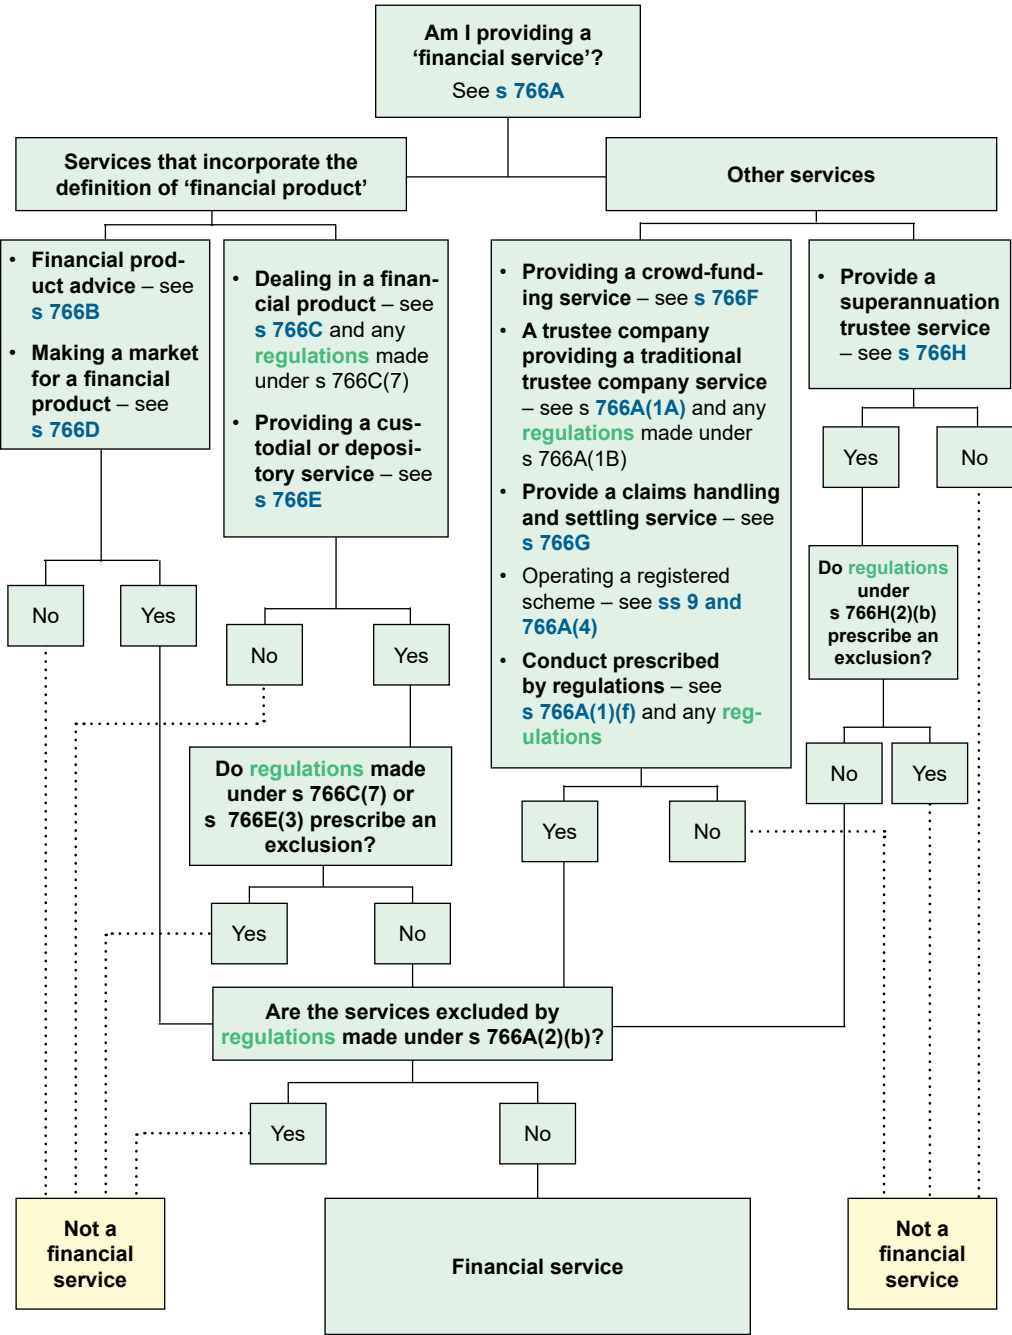 Am I providing a
‘financial service’?
See s 766A
Services that incorporate the
definition of ‘financial product’
Other services
• Financial prod-
uct advice – see
s 766B
• Making a market
for a financial
product – see
s 766D
• Dealing in a finan-
cial product – see
s 766C and any
regulations made
under s 766C(7)
• Providing a cus-
todial or deposi-
tory service – see
s 766E
• Providing a crowd-fund-
ing service – see s 766F
• A trustee company
providing a traditional
trustee company service
– see s 766A(1A) and any
regulations made under
s 766A(1B)
• Provide a claims handling
and settling service – see
s 766G
• Operating a registered
scheme – see ss 9 and
766A(4)
• Conduct prescribed
by regulations – see
s 766A(1)(f) and any reg-
ulations
• Provide a
superannuation
trustee service
– see s 766H
Yes
No
Do regulations
under
s 766H(2)(b)
prescribe an
exclusion?
No
Yes
No
Yes
No
Yes
Do regulations made
under s 766C(7) or
s 766E(3) prescribe an
exclusion?
Yes
No
Yes
No
Are the services excluded by
regulations made under s 766A(2)(b)?
Yes
No
Not a
financial
service
Financial service
Not a
financial
service